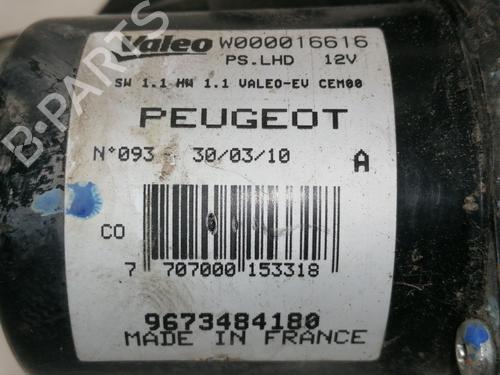 Valeo W000016616
PS.LHD 12V
SW 1.1 HW 1.1 VALEO-EV CEM00
PEUGEOT
N°093 - 30/03/10 A
CO
7 707000 153318
9673484180
MADE IN FRANCE
B-PARTS